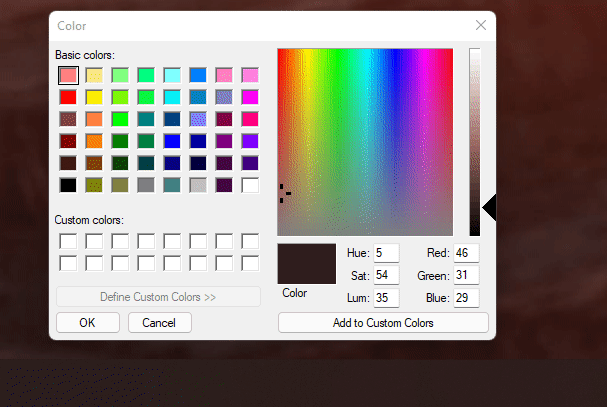 Color
Basic colors:
Custom colors:
Define Custom Colors >>
OK
Cancel
Color
Hue: 5
Sat: 54
Lum: 35
Red: 46
Green: 31
Blue: 29
Add to Custom Colors